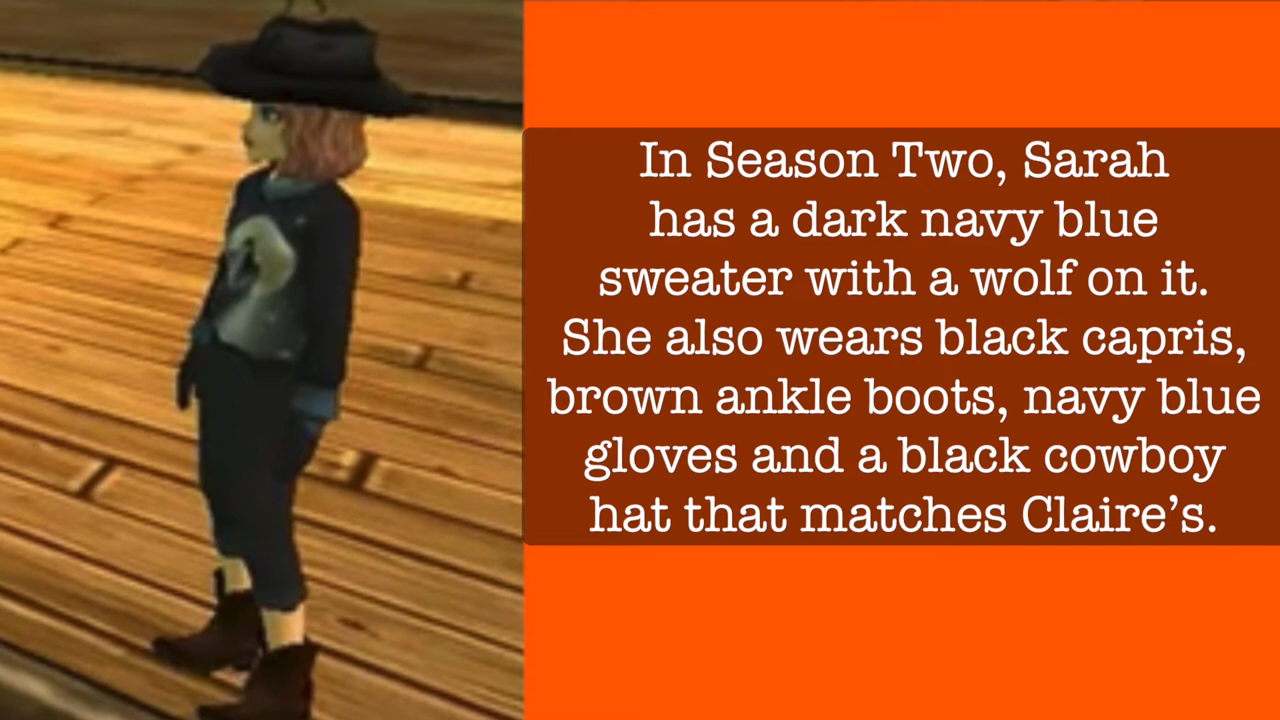 In Season Two, Sarah
has a dark navy blue
sweater with a wolf on it.
She also wears black capris,
brown ankle boots, navy blue
gloves and a black cowboy
hat that matches Claire’s.